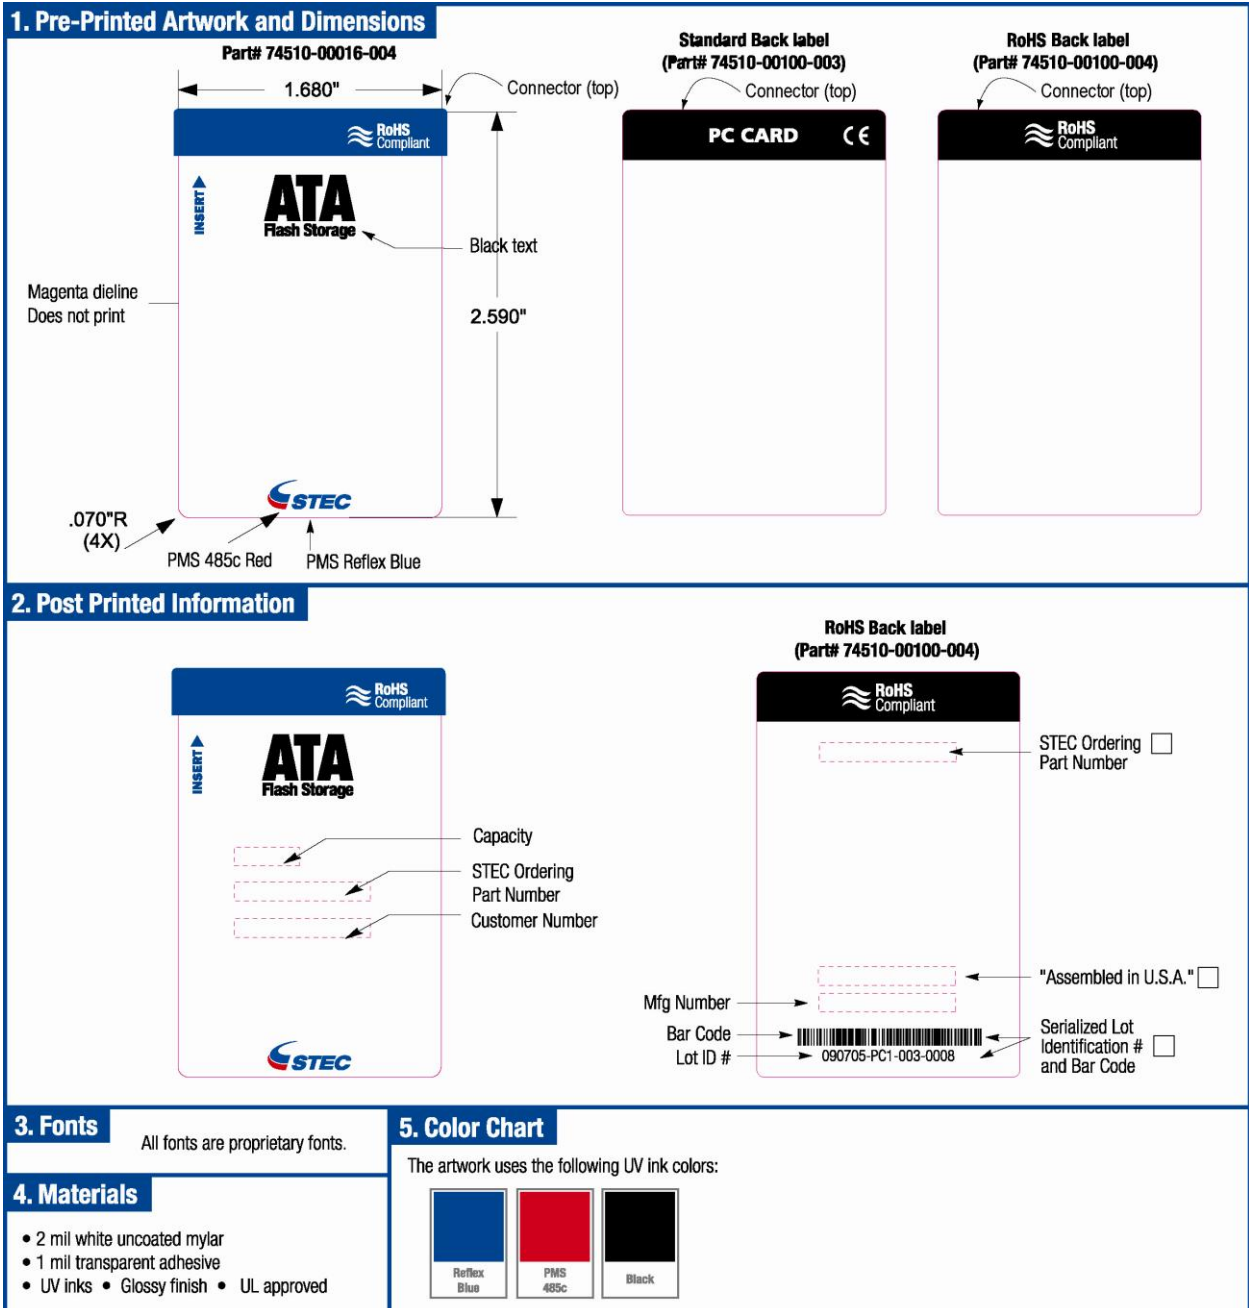 1. Pre-Printed Artwork and Dimensions
Part# 74510-00016-004
1.680"
Connector (top)
RoHS
Compliant
INSERT
ATA
Flash Storage
Black text
Magenta dieline
Does not print
2.590"
STEC
.070"R
(4X)
PMS 485c Red
PMS Reflex Blue
Standard Back label
(Part# 74510-00100-003)
Connector (top)
PC CARD CE
RoHS Back label
(Part# 74510-00100-004)
Connector (top)
RoHS
Compliant
2. Post Printed Information
RoHS
Compliant
INSERT
ATA
Flash Storage
Capacity
STEC Ordering
Part Number
Customer Number
STEC
RoHS Back label
(Part# 74510-00100-004)
RoHS
Compliant
STEC Ordering
Part Number
"Assembled in U.S.A."
Mfg Number
Bar Code
Lot ID #
090705-PC1-003-0008
Serialized Lot
Identification #
and Bar Code
3. Fonts
All fonts are proprietary fonts.
4. Materials
• 2 mil white uncoated mylar
• 1 mil transparent adhesive
• UV inks • Glossy finish • UL approved
5. Color Chart
The artwork uses the following UV ink colors:
Reflex
Blue
PMS
485c
Black